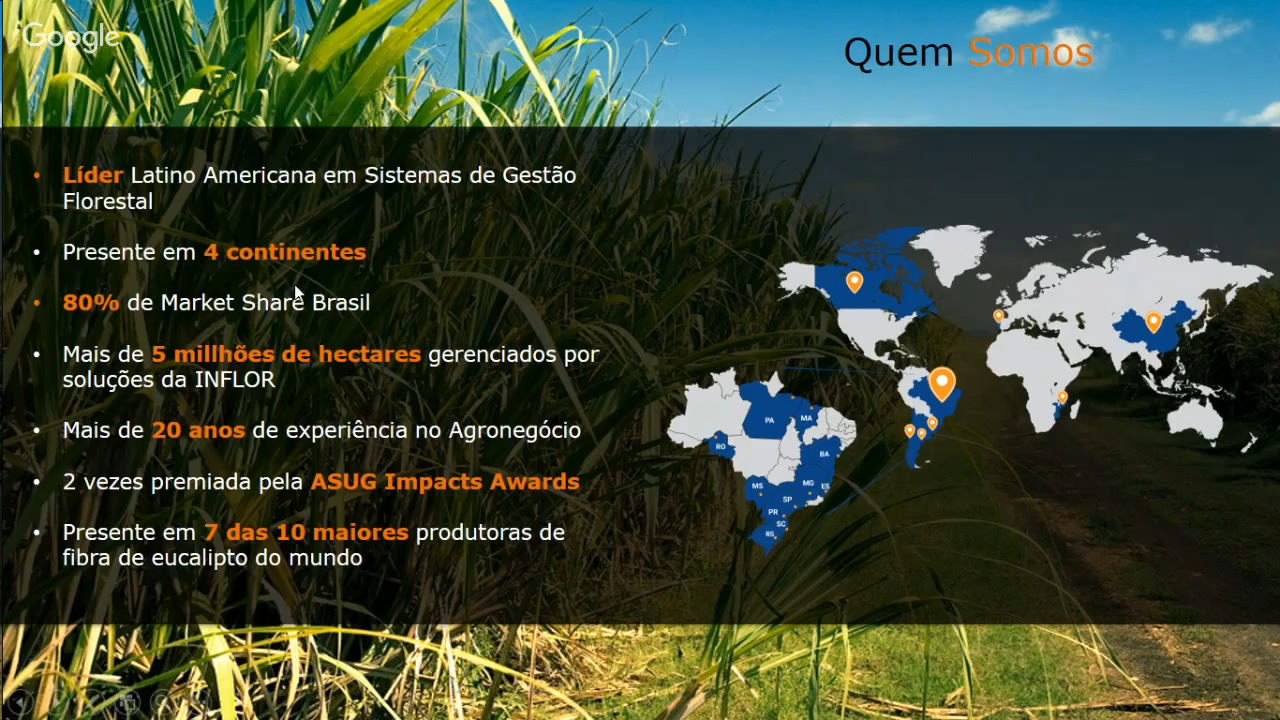 Google
Quem Somos
• Líder Latino Americana em Sistemas de Gestão
Florestal
• Presente em 4 continentes
• 80% de Market Share Brasil
• Mais de 5 millhões de hectares gerenciados por
soluções da INFLOR
• Mais de 20 anos de experiência no Agronegócio
• 2 vezes premiada pela ASUG Impacts Awards
• Presente em 7 das 10 maiores produtoras de
fibra de eucalipto do mundo
PA
MA
RO
BA
MS
MG
ES
SP
PR
SC
RS